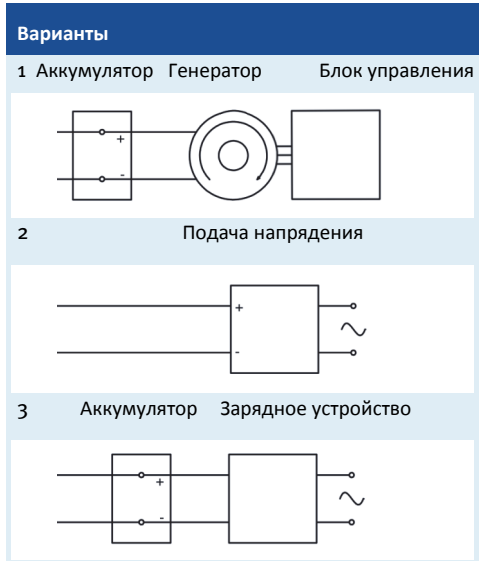 Варианты
1 Аккумулятор Генератор Блок управления
+
-
2 Подача напрядения
+
-
3 Аккумулятор Зарядное устройство
+
-